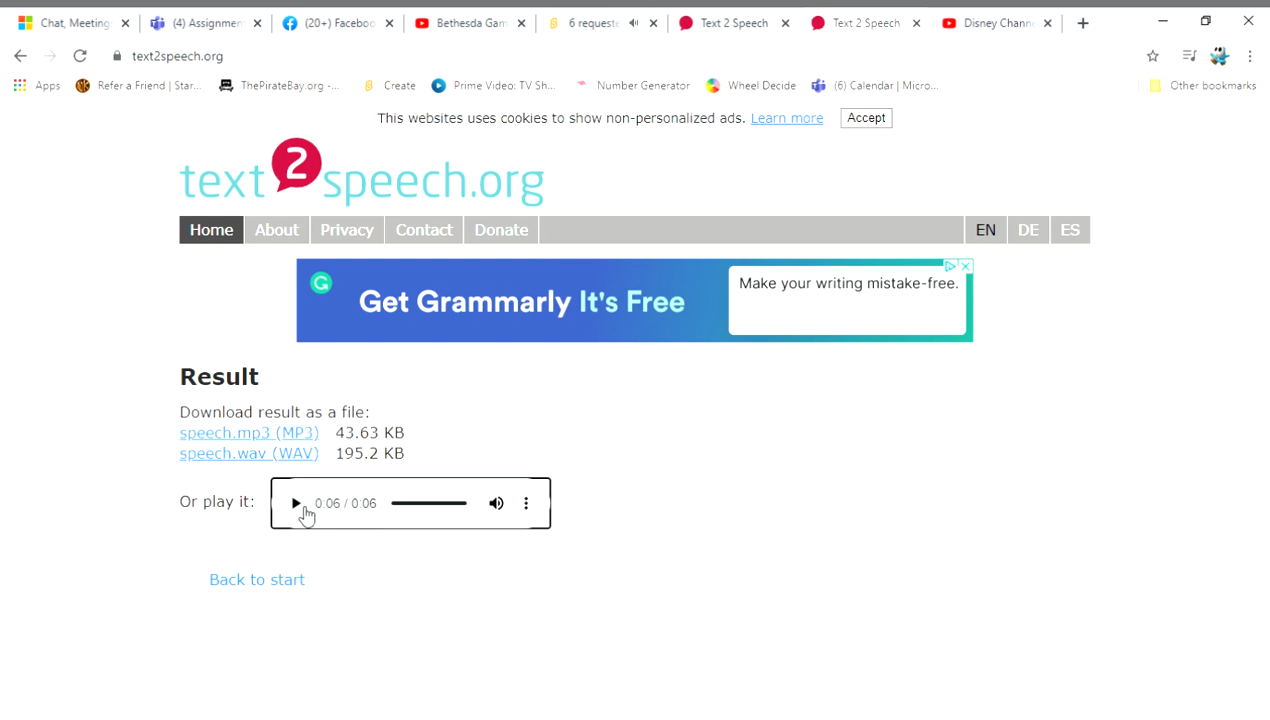 Chat, Meeting
(4) Assignmen
(20+) Faceboo
Bethesda Gam
6 requeste
Text 2 Speech
Text 2 Speech
Disney Chann
text2speech.org
Apps
Refer a Friend | Star...
ThePirateBay.org -...
Create
Prime Video: TV Sh...
Number Generator
Wheel Decide
(6) Calendar | Micro...
Other bookmarks
This websites uses cookies to show non-personalized ads. Learn more Accept
text2speech.org
Home About Privacy Contact Donate EN DE ES
Get Grammarly It's Free
Make your writing mistake-free.
Result
Download result as a file:
speech.mp3 (MP3) 43.63 KB
speech.wav (WAV) 195.2 KB
Or play it: 0:06 / 0:06
Back to start